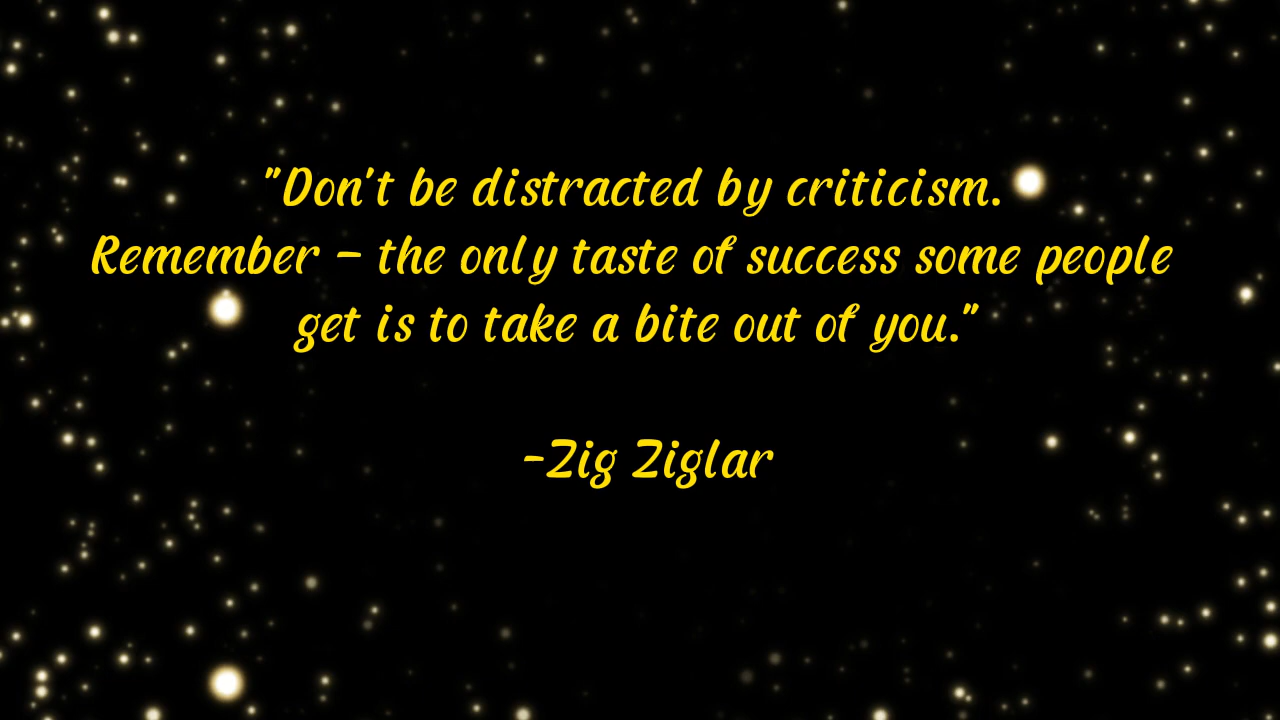 "Don't be distracted by criticism.
Remember – the only taste of success some people
get is to take a bite out of you."
-Zig Ziglar